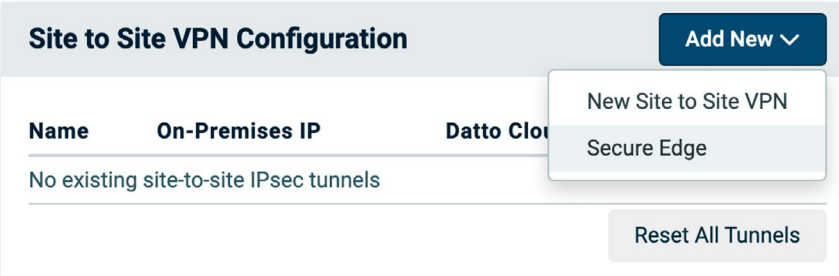 Site to Site VPN Configuration
Add New
New Site to Site VPN
Name On-Premises IP Datto
Secure Edge
No existing site-to-site IPsec tunnels
Reset All Tunnels